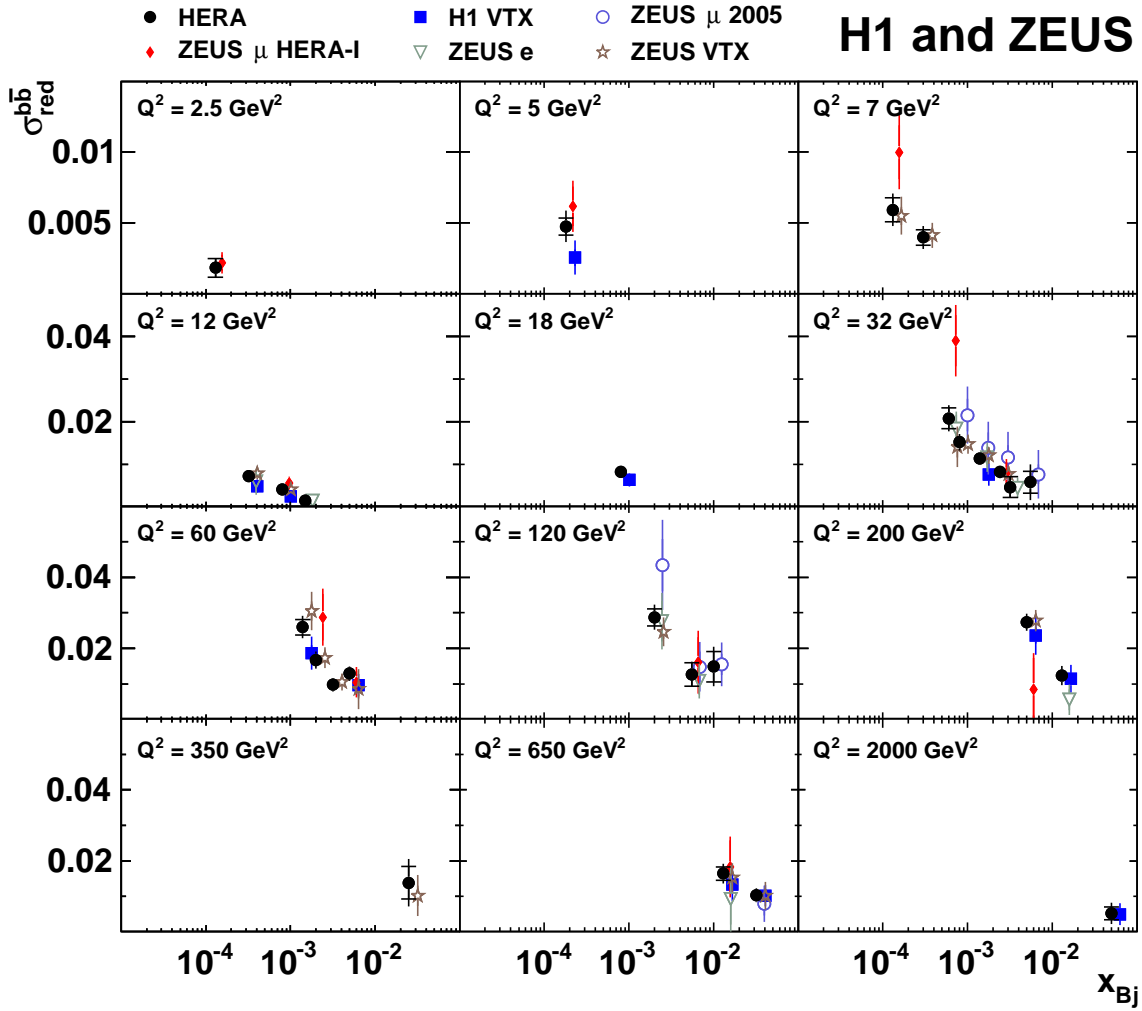 HERA H1 VTX ZEUS μ 2005
ZEUS μ HERA-I ZEUS e ZEUS VTX
H1 and ZEUS
σ^{bb̅}_{red}
Q² = 2.5 GeV² Q² = 5 GeV² Q² = 7 GeV²
0.01
0.005
Q² = 12 GeV² Q² = 18 GeV² Q² = 32 GeV²
0.04
0.02
Q² = 60 GeV² Q² = 120 GeV² Q² = 200 GeV²
0.04
0.02
Q² = 350 GeV² Q² = 650 GeV² Q² = 2000 GeV²
0.04
0.02
10⁻⁴ 10⁻³ 10⁻² 10⁻⁴ 10⁻³ 10⁻² 10⁻⁴ 10⁻³ 10⁻²
x_{Bj}